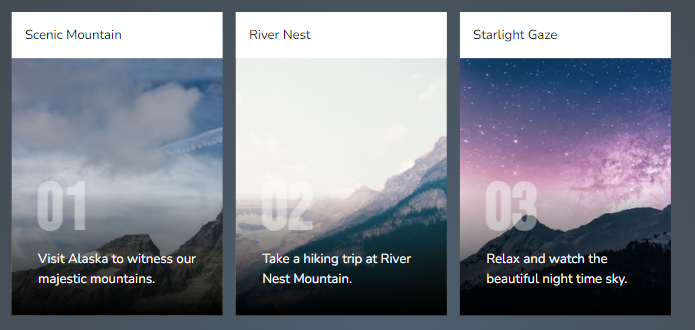 Scenic Mountain
01
Visit Alaska to witness our
majestic mountains.
River Nest
02
Take a hiking trip at River
Nest Mountain.
Starlight Gaze
03
Relax and watch the
beautiful night time sky.